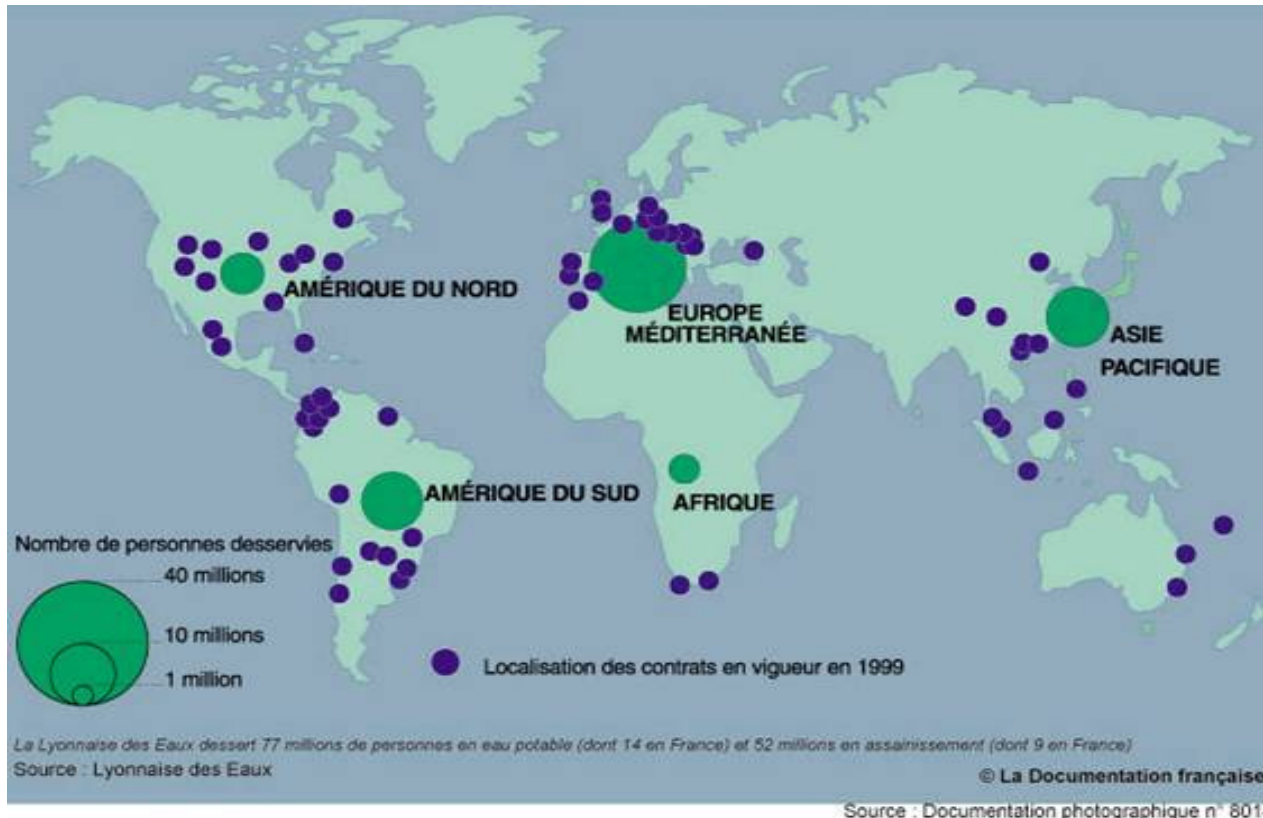 AMÉRIQUE DU NORD
EUROPE
MÉDITERRANÉE
ASIE
PACIFIQUE
AMÉRIQUE DU SUD
AFRIQUE
Nombre de personnes desservies
40 millions
10 millions
1 million
Localisation des contrats en vigueur en 1999
La Lyonnaise des Eaux dessert 77 millions de personnes en eau potable (dont 14 en France) et 52 millions en assainissement (dont 9 en France)
Source : Lyonnaise des Eaux
© La Documentation française
Source : Documentation photographique n°